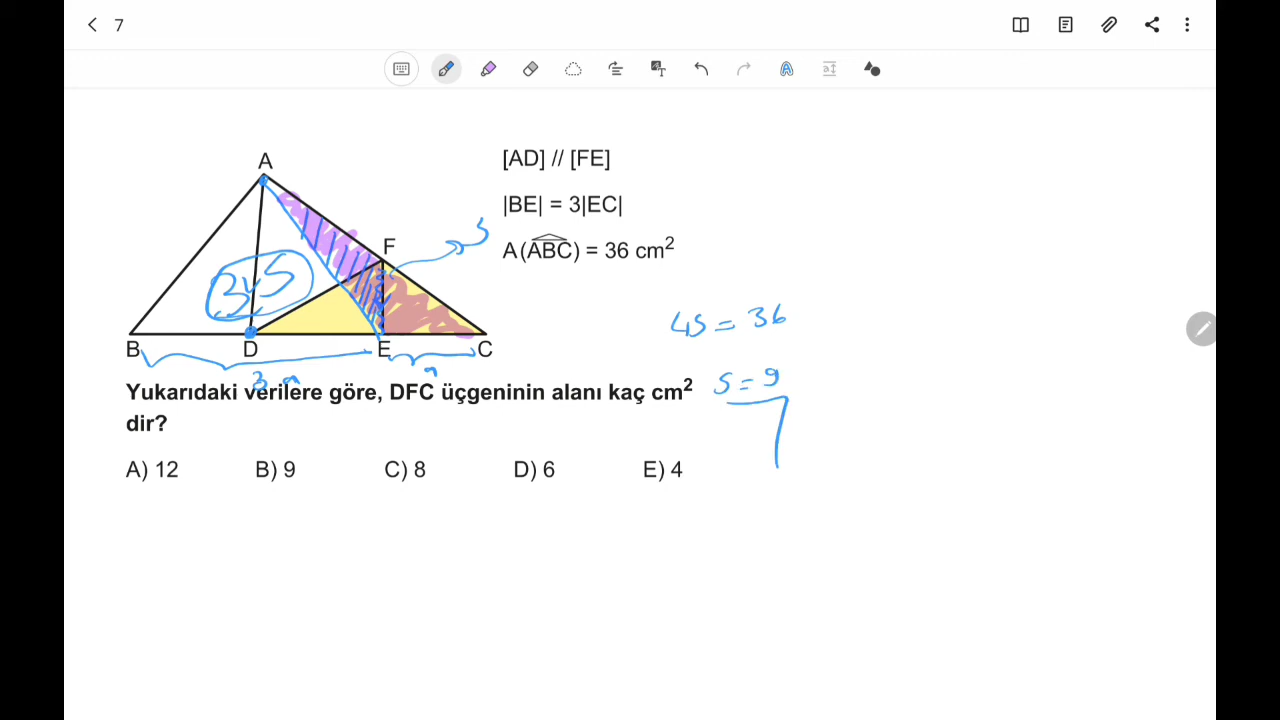 7
A
[AD] // [FE]
|BE| = 3|EC|
F
S
A(ABC) = 36 cm²
3S
4S = 36
B D E C
3a a
S = 9
Yukarıdaki verilere göre, DFC üçgeninin alanı kaç cm²
dir?
A) 12 B) 9 C) 8 D) 6 E) 4